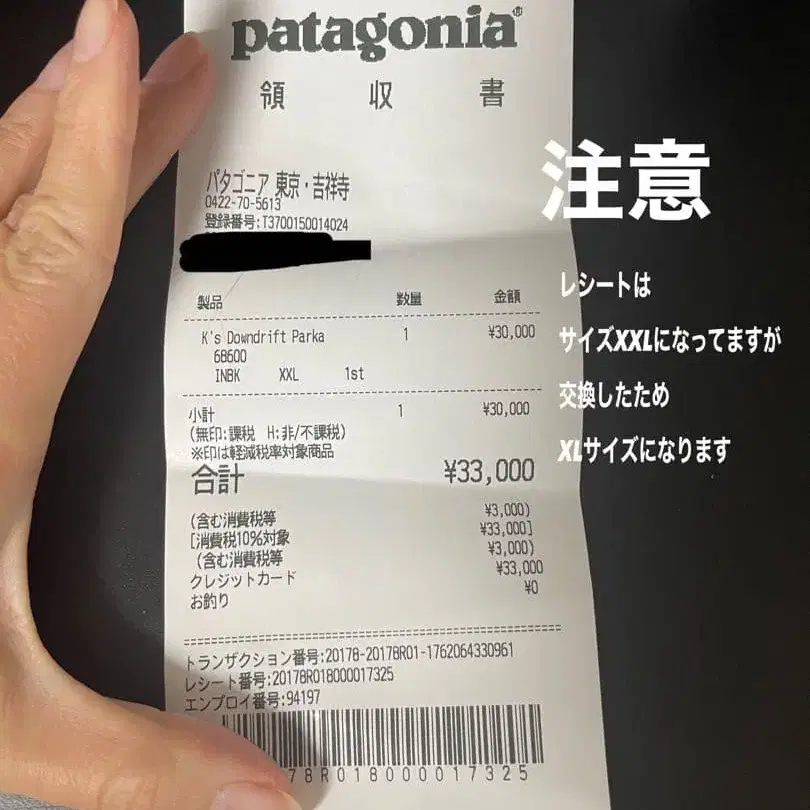 patagonia®
領 収 書
パタゴニア 東京・吉祥寺
0422-70-5613
登録番号:T3700150014024
製品 数量 金額
K's Downdrift Parka 1 ¥30,000
68600
INBK XXL 1st
小計 1 ¥30,000
(無印:課税 H:非/不課税)
※印は軽減税率対象商品
合計 ¥33,000
(含む消費税等 ¥3,000)
[消費税10%対象 ¥33,000]
(含む消費税等 ¥3,000)
クレジットカード ¥33,000
お釣り ¥0
トランザクション番号:20178-20178R01-1762064330961
レシート番号:20178R018000017325
エンプロイ番号:94197
78R018000017325
注意
レシートは
サイズXXLになってますが
交換したため
XLサイズになります